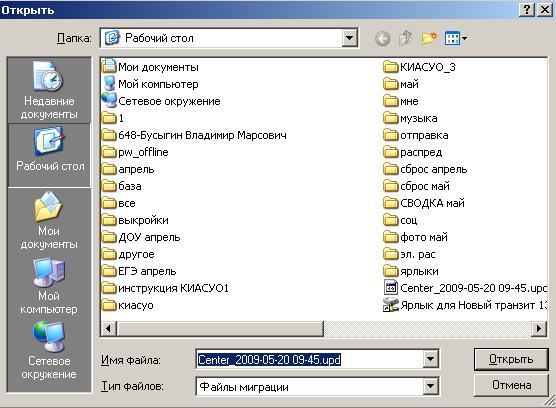 Открыть
Папка:
Рабочий стол
Недавние
документы
Рабочий стол
Мои
документы
Мой
компьютер
Сетевое
окружение
Мои документы
Мой компьютер
Сетевое окружение
1
648-Бусыгин Владимир Марсович
pw_offline
апрель
база
все
выкройки
ДОУ апрель
другое
ЕГЭ апрель
инструкция КИАСУО1
киасуо
КИАСУО_3
май
мне
музыка
отправка
распред
сброс апрель
сброс май
СВОДКА май
соц
фото май
эл. рас
ярлыки
Center_2009-05-20 09-45.upd
Ярлык для Новый транзит 13
Имя файла:
Center_2009-05-20 09-45.upd
Открыть
Тип файлов:
Файлы миграции
Отмена